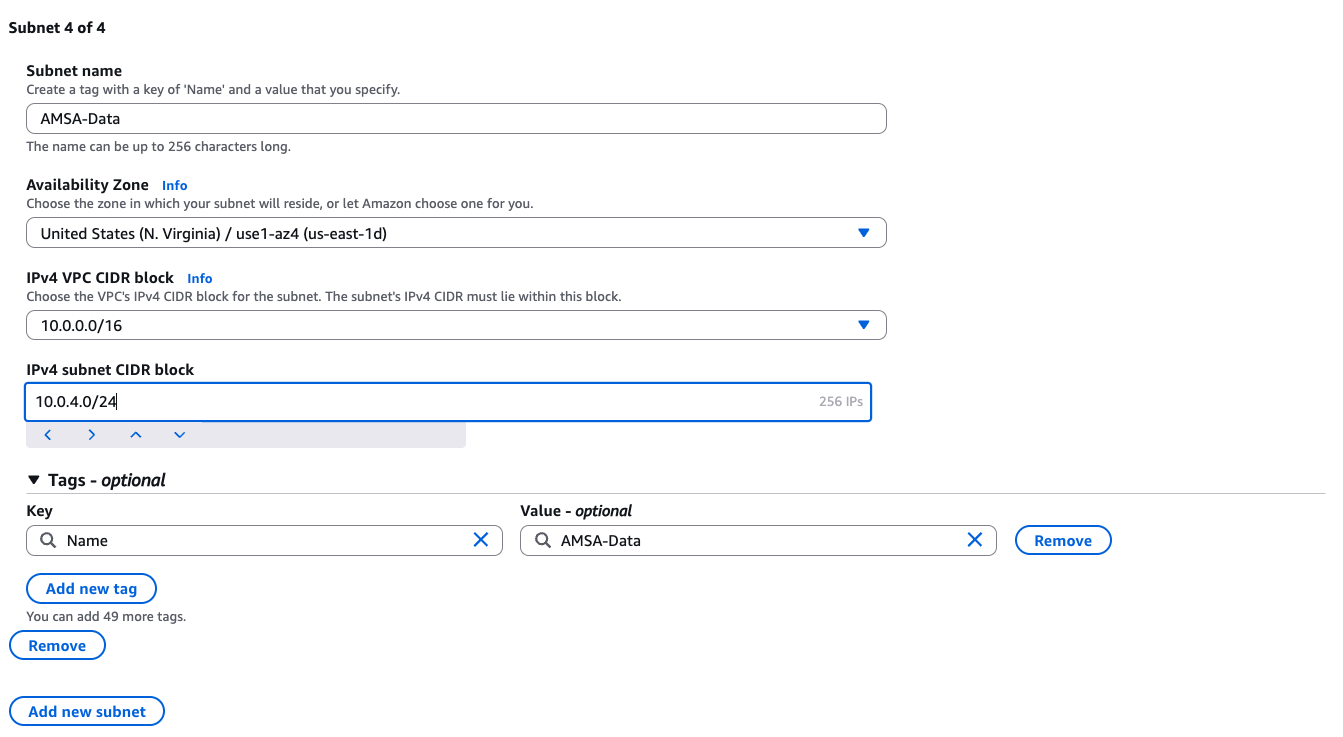 Subnet 4 of 4
Subnet name
Create a tag with a key of 'Name' and a value that you specify.
AMSA-Data
The name can be up to 256 characters long.
Availability Zone Info
Choose the zone in which your subnet will reside, or let Amazon choose one for you.
United States (N. Virginia) / use1-az4 (us-east-1d)
IPv4 VPC CIDR block Info
Choose the VPC's IPv4 CIDR block for the subnet. The subnet's IPv4 CIDR must lie within this block.
10.0.0.0/16
IPv4 subnet CIDR block
10.0.4.0/24 256 IPs
Tags - optional
Key Value - optional
Name AMSA-Data Remove
Add new tag
You can add 49 more tags.
Remove
Add new subnet